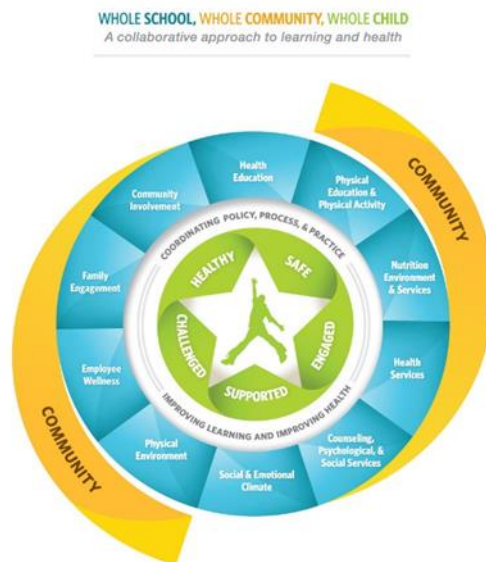 WHOLE SCHOOL, WHOLE COMMUNITY, WHOLE CHILD
A collaborative approach to learning and health
COMMUNITY
Health
Education
Physical
Education &
Physical Activity
Nutrition
Environment
& Services
Health
Services
Counseling,
Psychological, &
Social Services
Social & Emotional
Climate
Physical
Environment
Employee
Wellness
Family
Engagement
Community
Involvement
COORDINATING POLICY, PROCESS, & PRACTICE
IMPROVING LEARNING AND IMPROVING HEALTH
HEALTHY
SAFE
ENGAGED
SUPPORTED
CHALLENGED
COMMUNITY